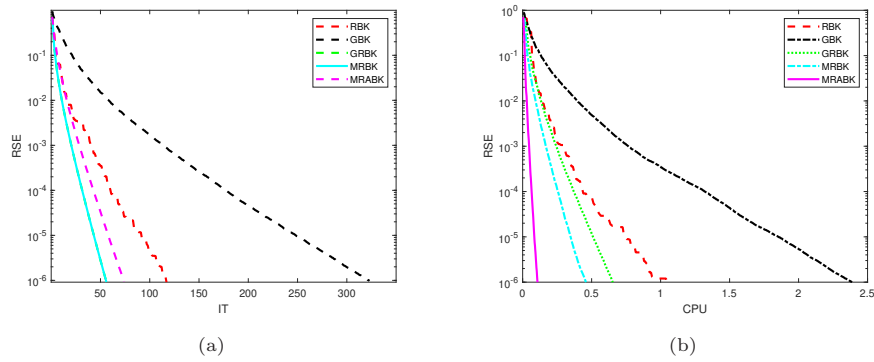 RBK
GBK
GRBK
MRBK
MRABK
10^-1
10^-2
10^-3
10^-4
10^-5
10^-6
RSE
50 100 150 200 250 300
IT
(a)
RBK
GBK
GRBK
MRBK
MRABK
10^0
10^-1
10^-2
10^-3
10^-4
10^-5
10^-6
RSE
0 0.5 1 1.5 2 2.5
CPU
(b)